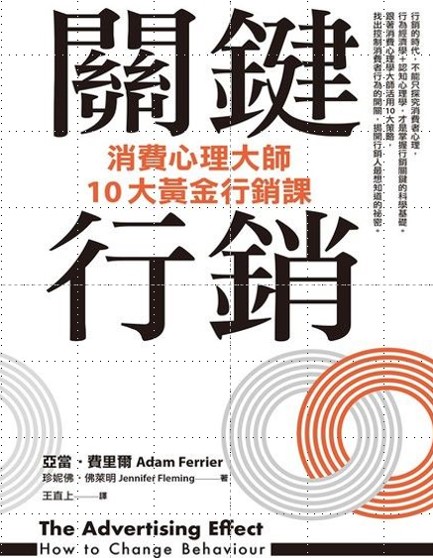 關鍵
消費心理大師
10大黃金行銷課
行銷
行銷的時代，不能只探究消費者心理，
行為經濟學＋認知心理學，才是掌握行銷關鍵的科學基礎。
跟著消費心理學大師活用10大策略，
找出控制消費者行為的開關，揭開行銷人最想知道的祕密。
亞當・費里爾 Adam Ferrier
珍妮佛・佛萊明 Jennifer Fleming——著
王直上——譯
The Advertising Effect
How to Change Behaviour